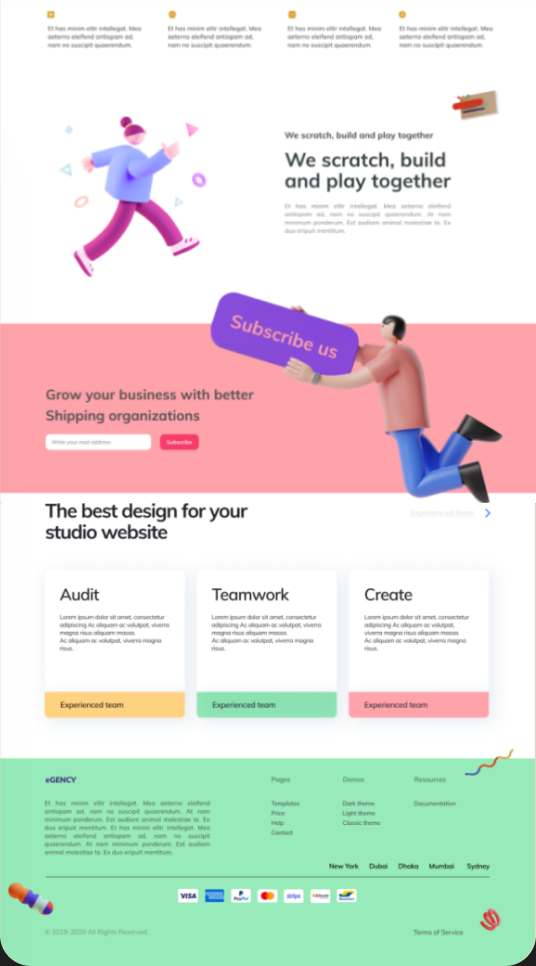 Et has minim elitr intellegat. Mea
aeterno eleifend antiopam ad,
nam no suscipit quaerendum.
Et has minim elitr intellegat. Mea
aeterno eleifend antiopam ad,
nam no suscipit quaerendum.
Et has minim elitr intellegat. Mea
aeterno eleifend antiopam ad,
nam no suscipit quaerendum.
Et has minim elitr intellegat. Mea
aeterno eleifend antiopam ad,
nam no suscipit quaerendum.
We scratch, build and play together
We scratch, build
and play together
Et has minim elitr intellegat. Mea aeterno eleifend
antiopam ad, nam no suscipit quaerendum. At nam
minimum ponderum. Est audiam animal molestiae te. Ex
duo eripuit mentitum.
Subscribe us
Grow your business with better
Shipping organizations
Write your mail address
Subscribe
The best design for your
studio website
Experienced team
Audit
Lorem ipsum dolor sit amet, consectetur
adipiscing Ac aliquam ac volutpat, viverra
magna risus aliquam massa.
Ac aliquam ac volutpat, viverra magna
risus.
Experienced team
Teamwork
Lorem ipsum dolor sit amet, consectetur
adipiscing Ac aliquam ac volutpat, viverra
magna risus aliquam massa.
Ac aliquam ac volutpat, viverra magna
risus.
Experienced team
Create
Lorem ipsum dolor sit amet, consectetur
adipiscing Ac aliquam ac volutpat, viverra
magna risus aliquam massa.
Ac aliquam ac volutpat, viverra magna
risus.
Experienced team
eGENCY
Et has minim elitr intellegat. Mea aeterno eleifend
antiopam ad, nam no suscipit quaerendum. At nam
minimum ponderum. Est audiam animal molestiae te. Ex
duo eripuit mentitum. Et has minim elitr intellegat. Mea
aeterno eleifend antiopam ad, nam no suscipit
quaerendum. At nam minimum ponderum. Est audiam
animal molestiae te. Ex duo eripuit mentitum.
Pages
Templates
Price
Help
Contact
Demos
Dark theme
Light theme
Classic theme
Resources
Documentation
New York Dubai Dhaka Mumbai Sydney
VISA
PayPal
mastercard
stripe
© 2019-2020 All Rights Reserved.
Terms of Service